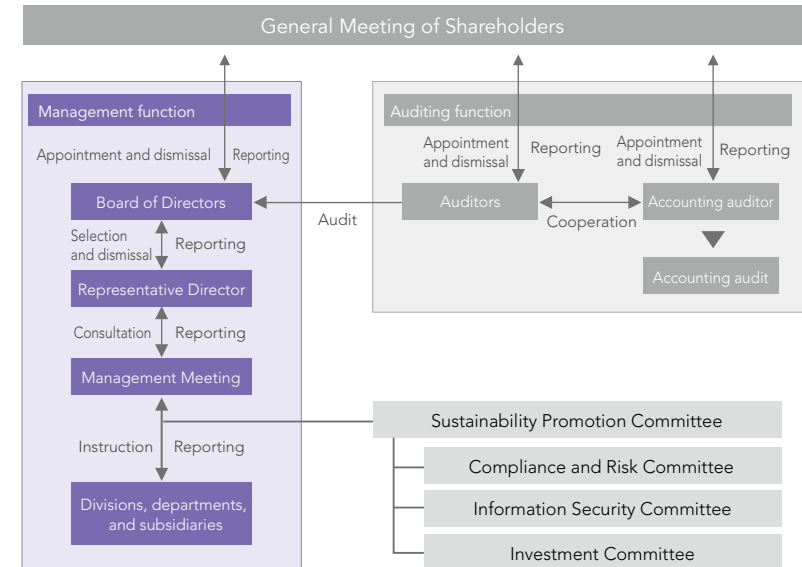 General Meeting of Shareholders
Management function
Auditing function
Appointment and dismissal
Reporting
Appointment
and dismissal
Reporting
Appointment
and dismissal
Reporting
Board of Directors
Audit
Auditors
Cooperation
Accounting auditor
Selection
and dismissal
Reporting
Accounting audit
Representative Director
Consultation
Reporting
Management Meeting
Sustainability Promotion Committee
Instruction
Reporting
Compliance and Risk Committee
Divisions, departments,
and subsidiaries
Information Security Committee
Investment Committee